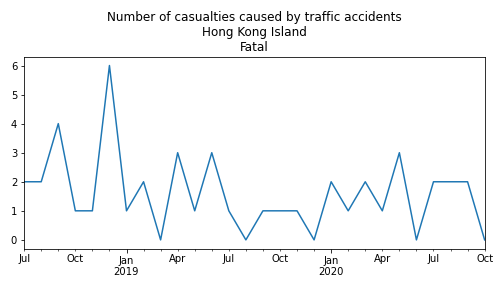 Number of casualties caused by traffic accidents
Hong Kong Island
Fatal
6
5
4
3
2
1
0
Jul Oct Jan Apr Jul Oct Jan Apr Jul Oct
2019 2020